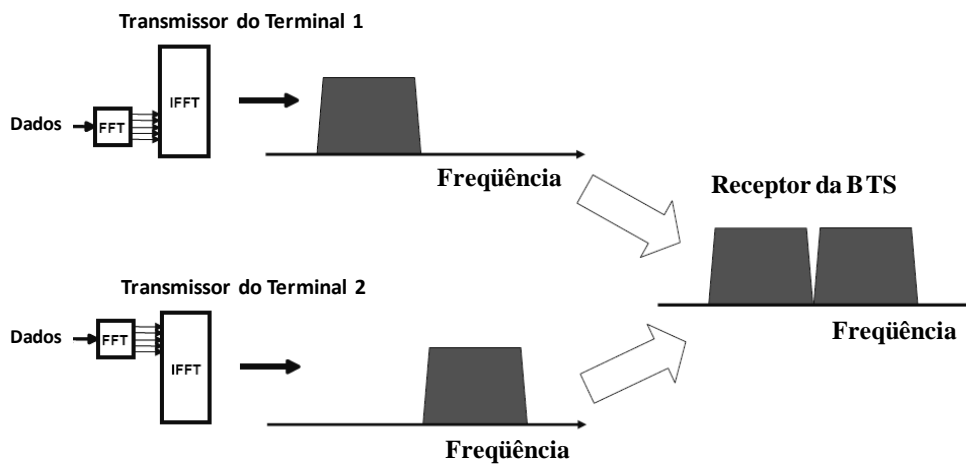 Transmissor do Terminal 1
IFFT
Dados
FFT
Freqüência
Receptor da BTS
Transmissor do Terminal 2
Dados
FFT
IFFT
Freqüência
Freqüência